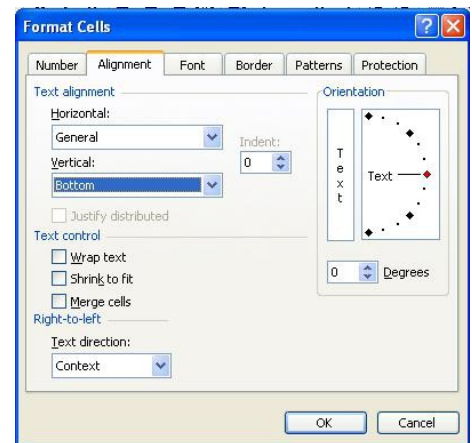 Format Cells
Number Alignment Font Border Patterns Protection
Text alignment
Horizontal:
General
Indent:
0
Vertical:
Bottom
Justify distributed
Text control
Wrap text
Shrink to fit
Merge cells
Right-to-left
Text direction:
Context
Orientation
Text
Text
0 Degrees
OK Cancel